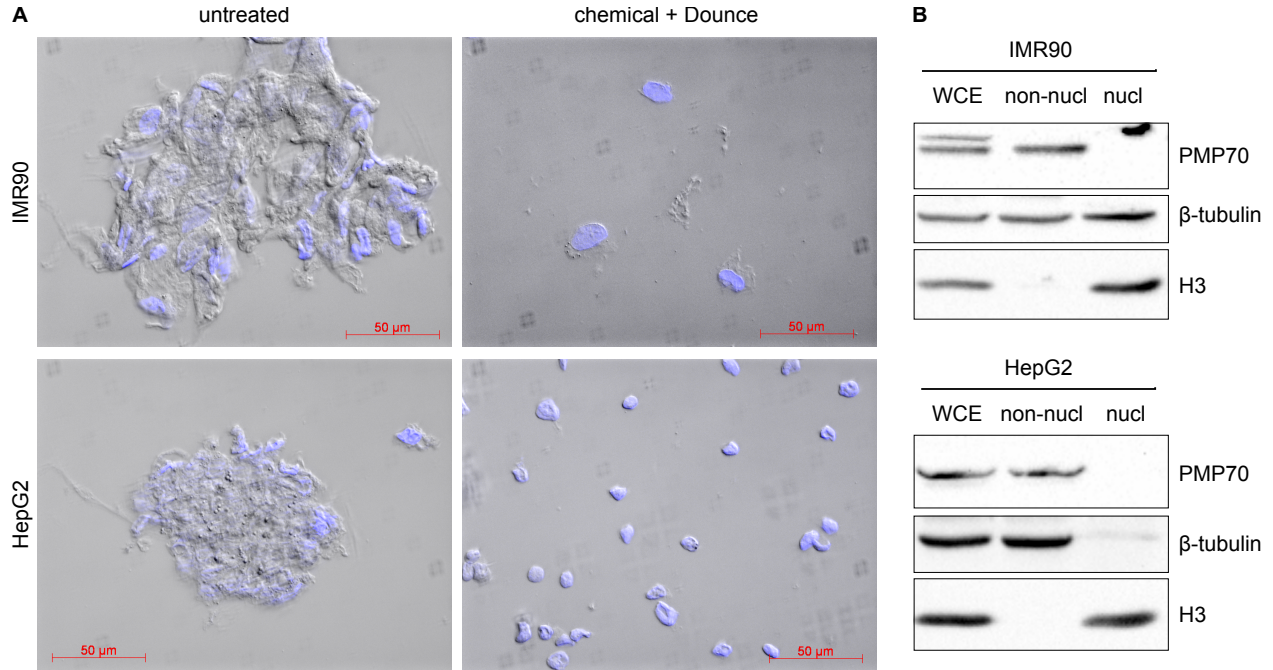 A
untreated
chemical + Dounce
IMR90
50 µm
50 µm
HepG2
50 µm
50 µm
B
IMR90
WCE non-nucl nucl
PMP70
β-tubulin
H3
HepG2
WCE non-nucl nucl
PMP70
β-tubulin
H3